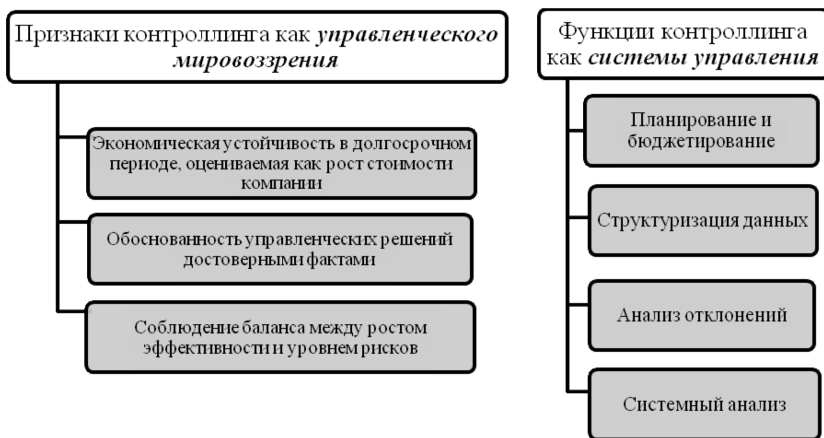 Признаки контроллинга как управленческого
мировоззрения
Экономическая устойчивость в долгосрочном
периоде, оцениваемая как рост стоимости
компании
Обоснованность управленческих решений
достоверными фактами
Соблюдение баланса между ростом
эффективности и уровнем рисков
Функции контроллинга
как системы управления
Планирование и
бюджетирование
Структуризация данных
Анализ отклонений
Системный анализ